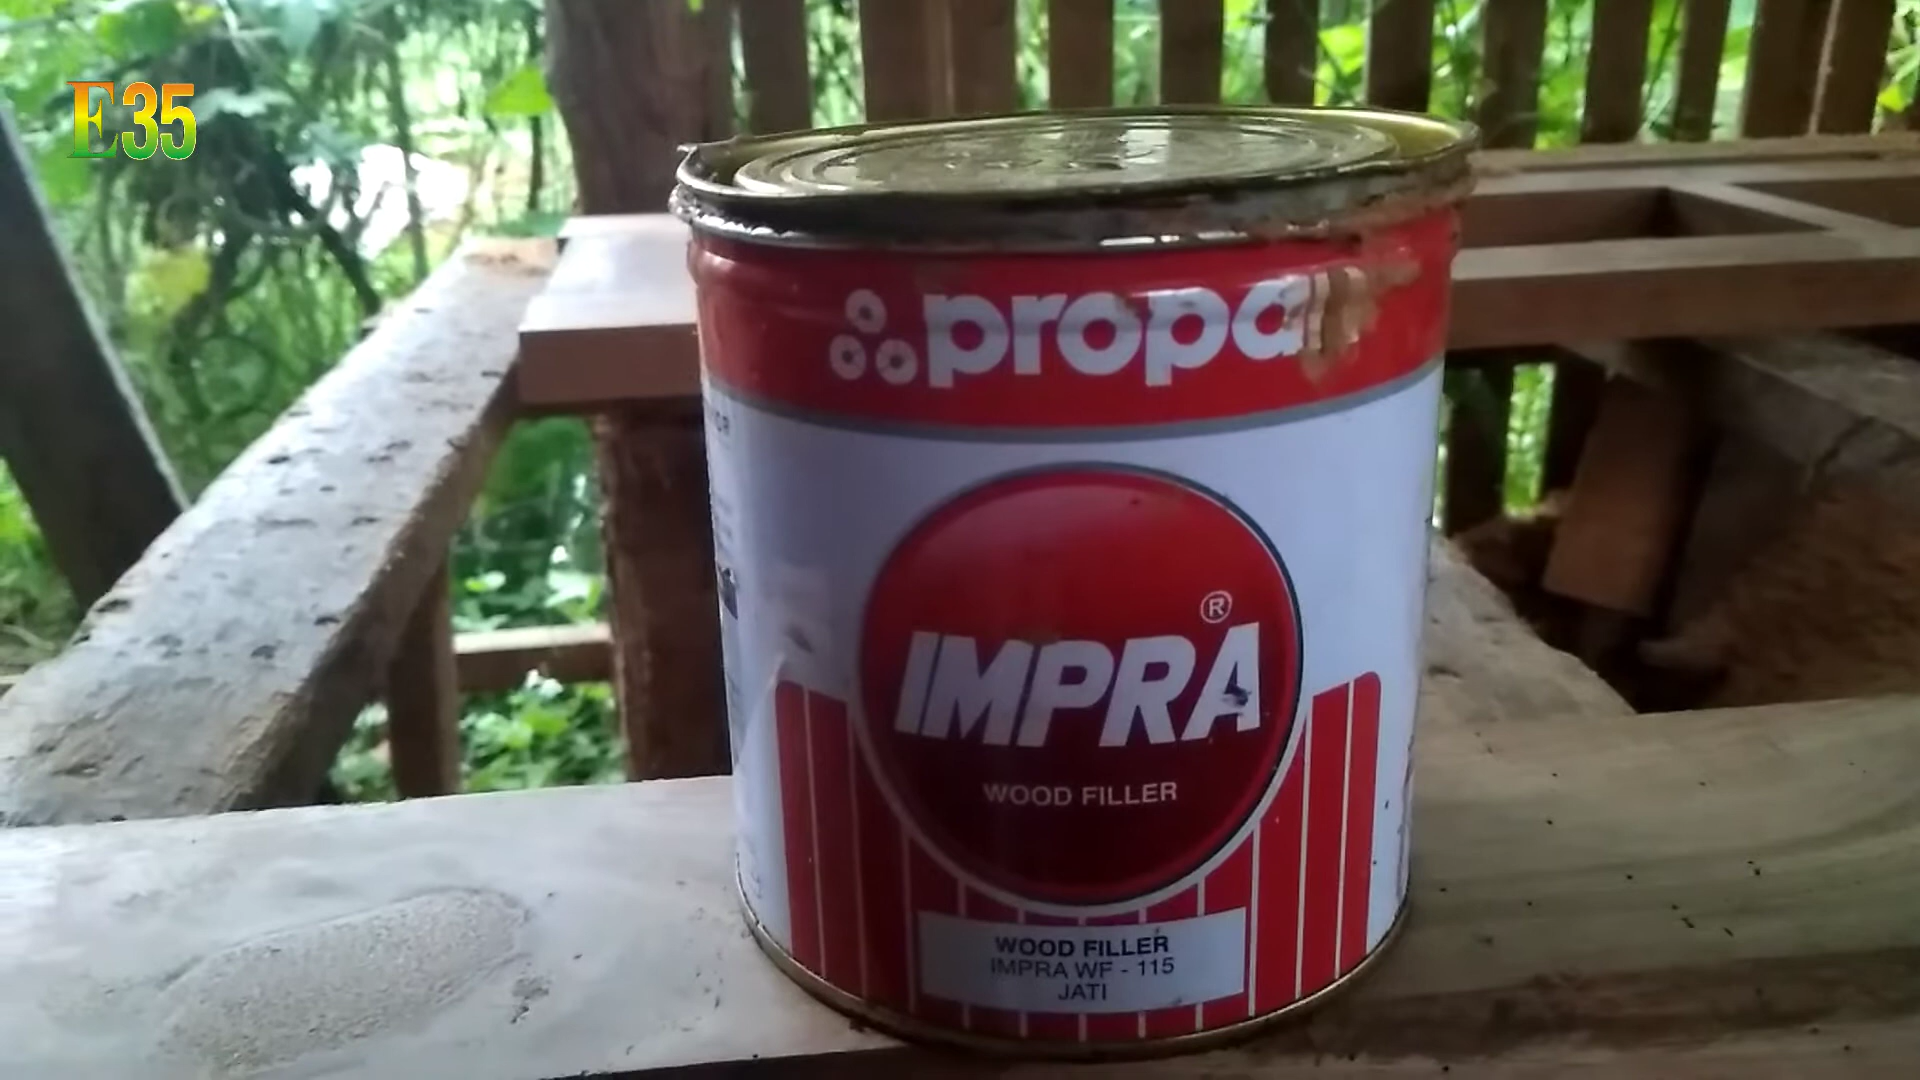 E35
propan
IMPRA®
WOOD FILLER
WOOD FILLER
IMPRA WF - 115
JATI